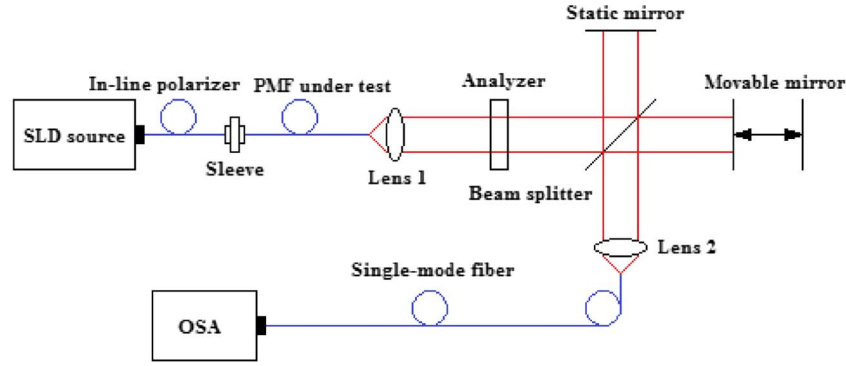 Static mirror
In-line polarizer
PMF under test
Analyzer
Movable mirror
SLD source
Sleeve
Lens 1
Beam splitter
Lens 2
Single-mode fiber
OSA